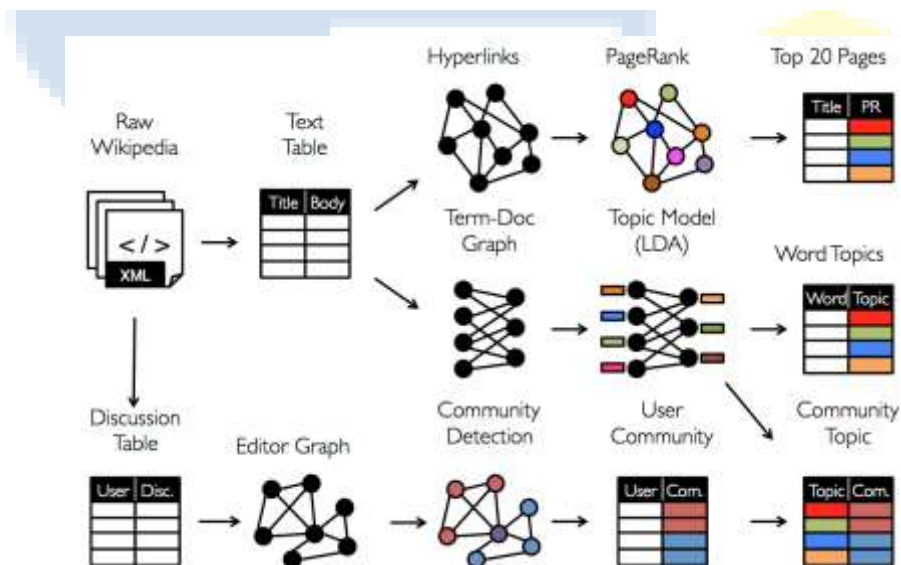 Hyperlinks
PageRank
Top 20 Pages
Raw
Wikipedia
Text
Table
Title PR
Title Body
</>
XML
Term-Doc
Graph
Topic Model
(LDA)
Word Topics
Word Topic
Discussion
Table
Editor Graph
Community
Detection
User
Community
Community
Topic
User Disc.
User Com.
Topic Com.